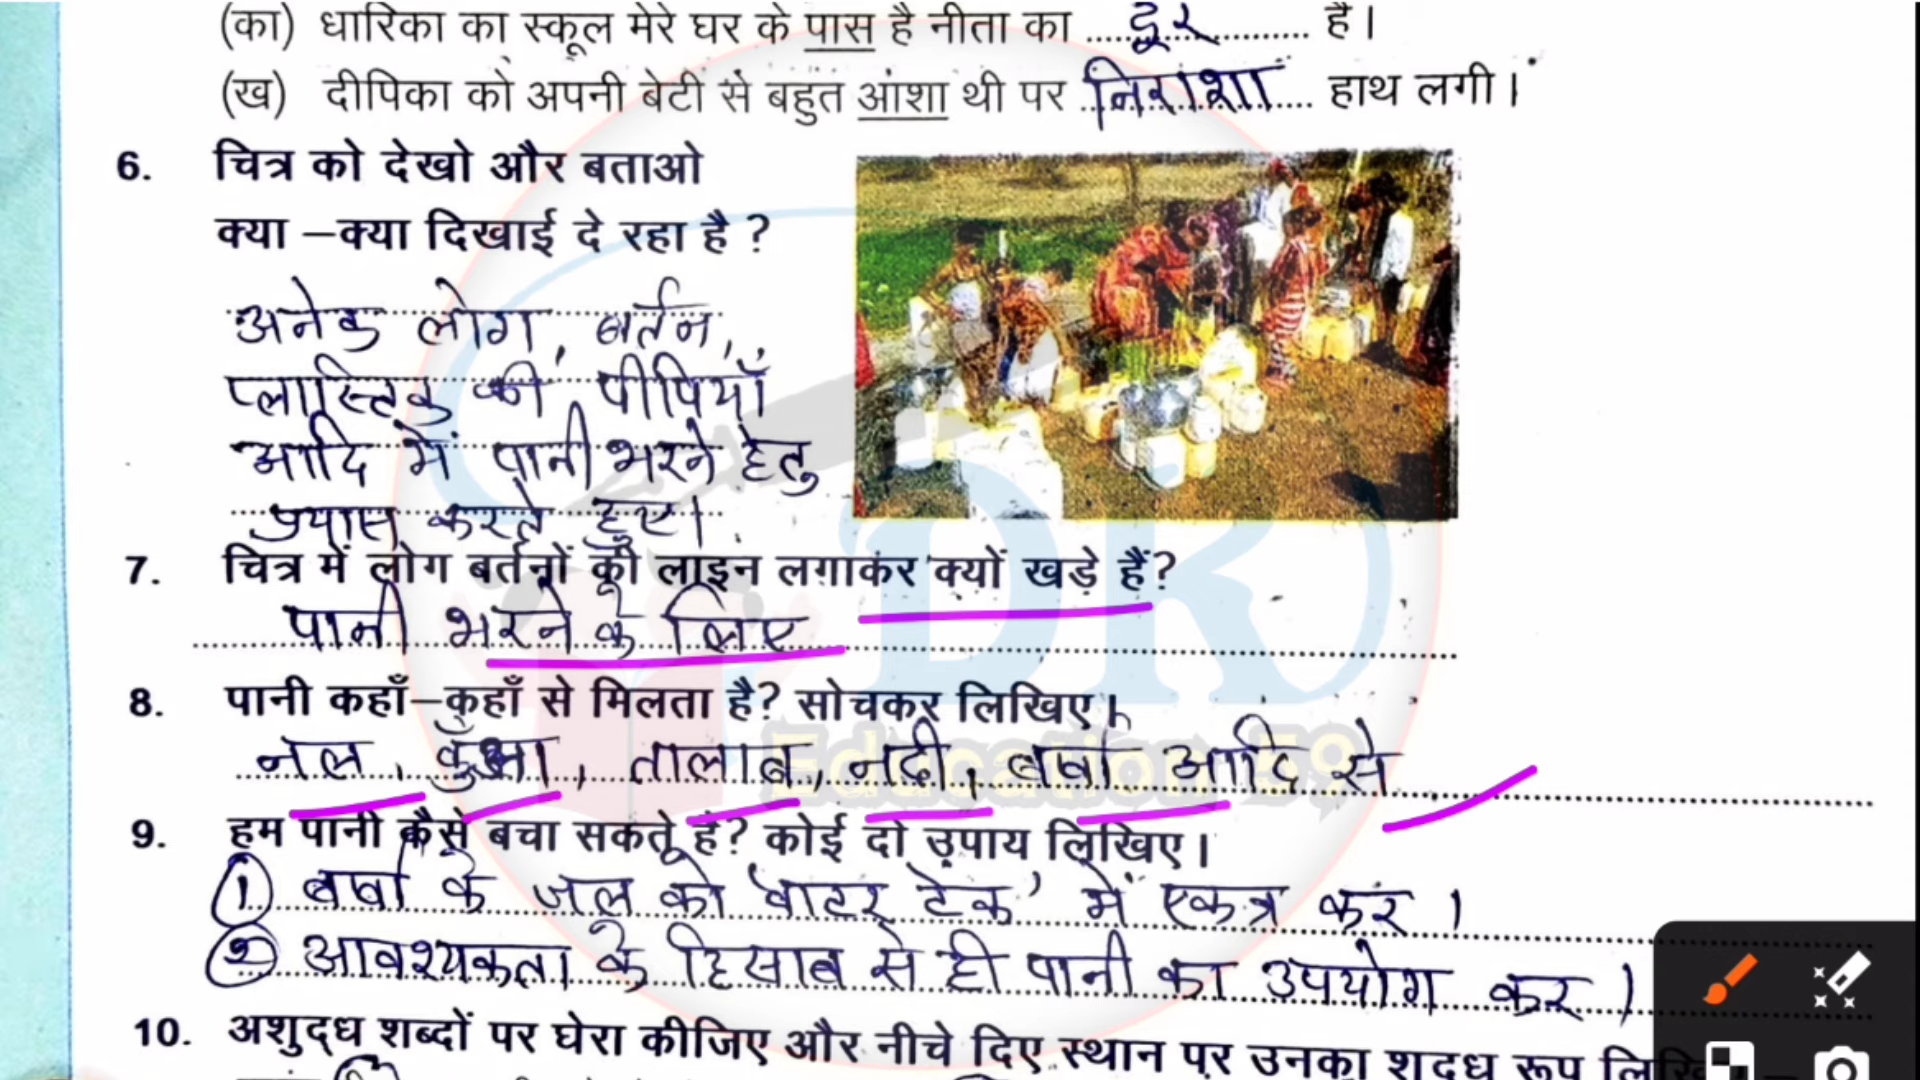 (का) धारिका का स्कूल मेरे घर के पास है नीता का दूर है।
(ख) दीपिका को अपनी बेटी से बहुत आशा थी पर निराशा हाथ लगी।
6. चित्र को देखो और बताओ
क्या –क्या दिखाई दे रहा है ?
अनेक लोग, बर्तन,
प्लास्टिक की पीपियाँ
आदि में पानी भरने हेतु
प्रयास करते हुए।
7. चित्र में लोग बर्तनों की लाइन लगाकर क्यों खड़े हैं?
पानी भरने के लिए
8. पानी कहाँ–कहाँ से मिलता है? सोचकर लिखिए।
नल, कुँआ, तालाब, नदी, वर्षा आदि से
9. हम पानी कैसे बचा सकते हैं? कोई दो उपाय लिखिए।
① वर्षा के जल को 'वाटर टैंक' में एकत्र करें।
② आवश्यकता के हिसाब से ही पानी का उपयोग करें।
10. अशुद्ध शब्दों पर घेरा कीजिए और नीचे दिए स्थान पर उनका शुद्ध रूप
DR
Education 59